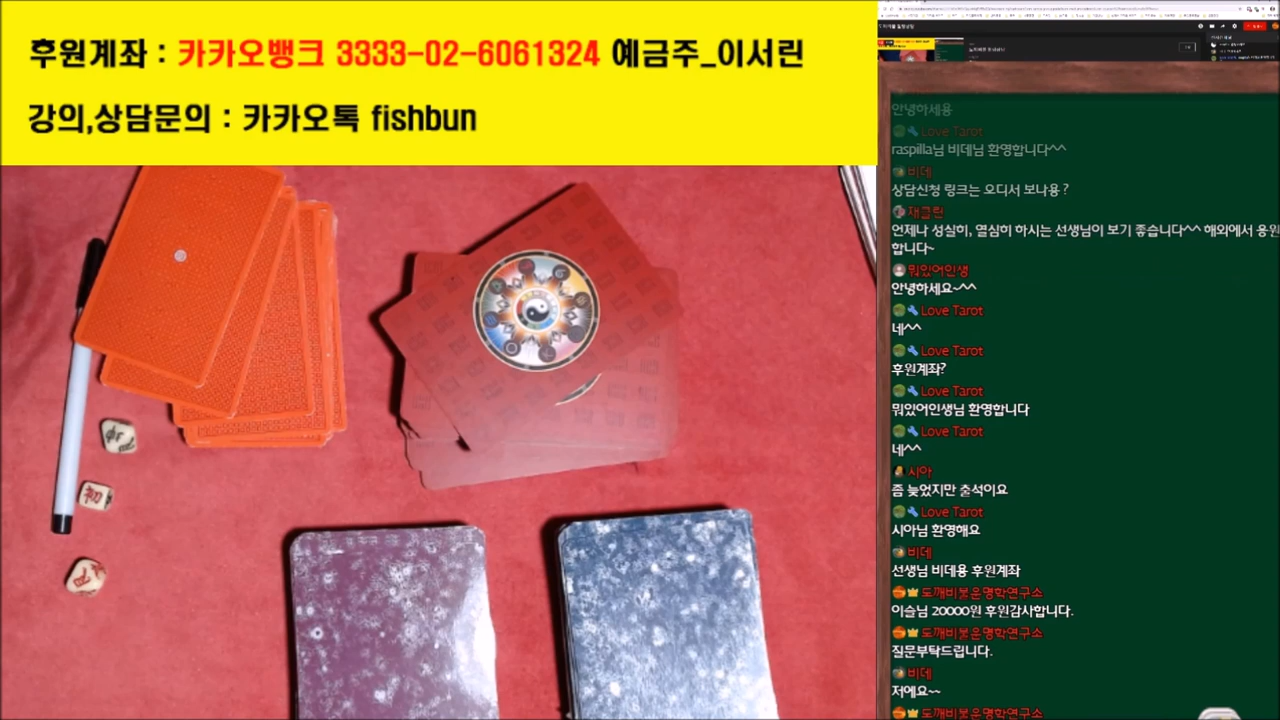 후원계좌 : 카카오뱅크 3333-02-6061324 예금주_이서린
강의,상담문의 : 카카오톡 fishbun
안녕하세용
Love Tarot
raspilla님 비데님 환영합니다^^
비데
상담신청 링크는 오디서 보나용 ?
재클린
언제나 성실히, 열심히 하시는 선생님이 보기 좋습니다^^ 해외에서 응원
합니다~
뭐있어인생
안녕하세요~^^
Love Tarot
네^^
Love Tarot
후원계좌?
Love Tarot
뭐있어인생님 환영합니다
Love Tarot
네^^
시아
좀 늦었지만 출석이요
Love Tarot
시아님 환영해요
비데
선생님 비데용 후원계좌
도깨비불운명학연구소
이슬님 20000원 후원감사합니다.
도깨비불운명학연구소
질문부탁드립니다.
비데
저에요~~
도깨비불운명학연구소